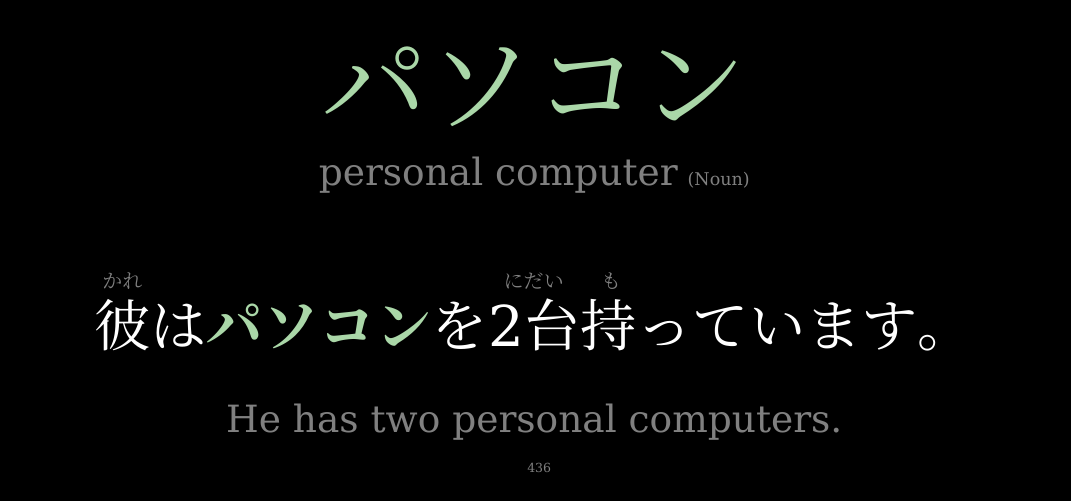 パソコン
personal computer (Noun)
かれ にだい も
彼はパソコンを2台持っています。
He has two personal computers.
436